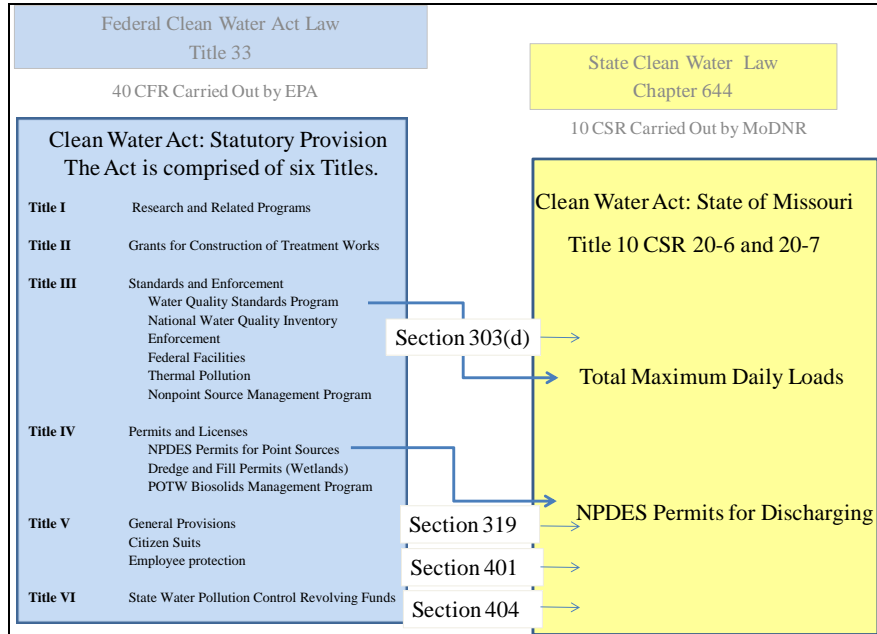 Federal Clean Water Act Law
Title 33
40 CFR Carried Out by EPA
Clean Water Act: Statutory Provision
The Act is comprised of six Titles.
Title I Research and Related Programs
Title II Grants for Construction of Treatment Works
Title III Standards and Enforcement
Water Quality Standards Program
National Water Quality Inventory
Enforcement
Federal Facilities
Thermal Pollution
Nonpoint Source Management Program
Title IV Permits and Licenses
NPDES Permits for Point Sources
Dredge and Fill Permits (Wetlands)
POTW Biosolids Management Program
Title V General Provisions
Citizen Suits
Employee protection
Title VI State Water Pollution Control Revolving Funds
Section 303(d)
Section 319
Section 401
Section 404
State Clean Water Law
Chapter 644
10 CSR Carried Out by MoDNR
Clean Water Act: State of Missouri
Title 10 CSR 20-6 and 20-7
Total Maximum Daily Loads
NPDES Permits for Discharging